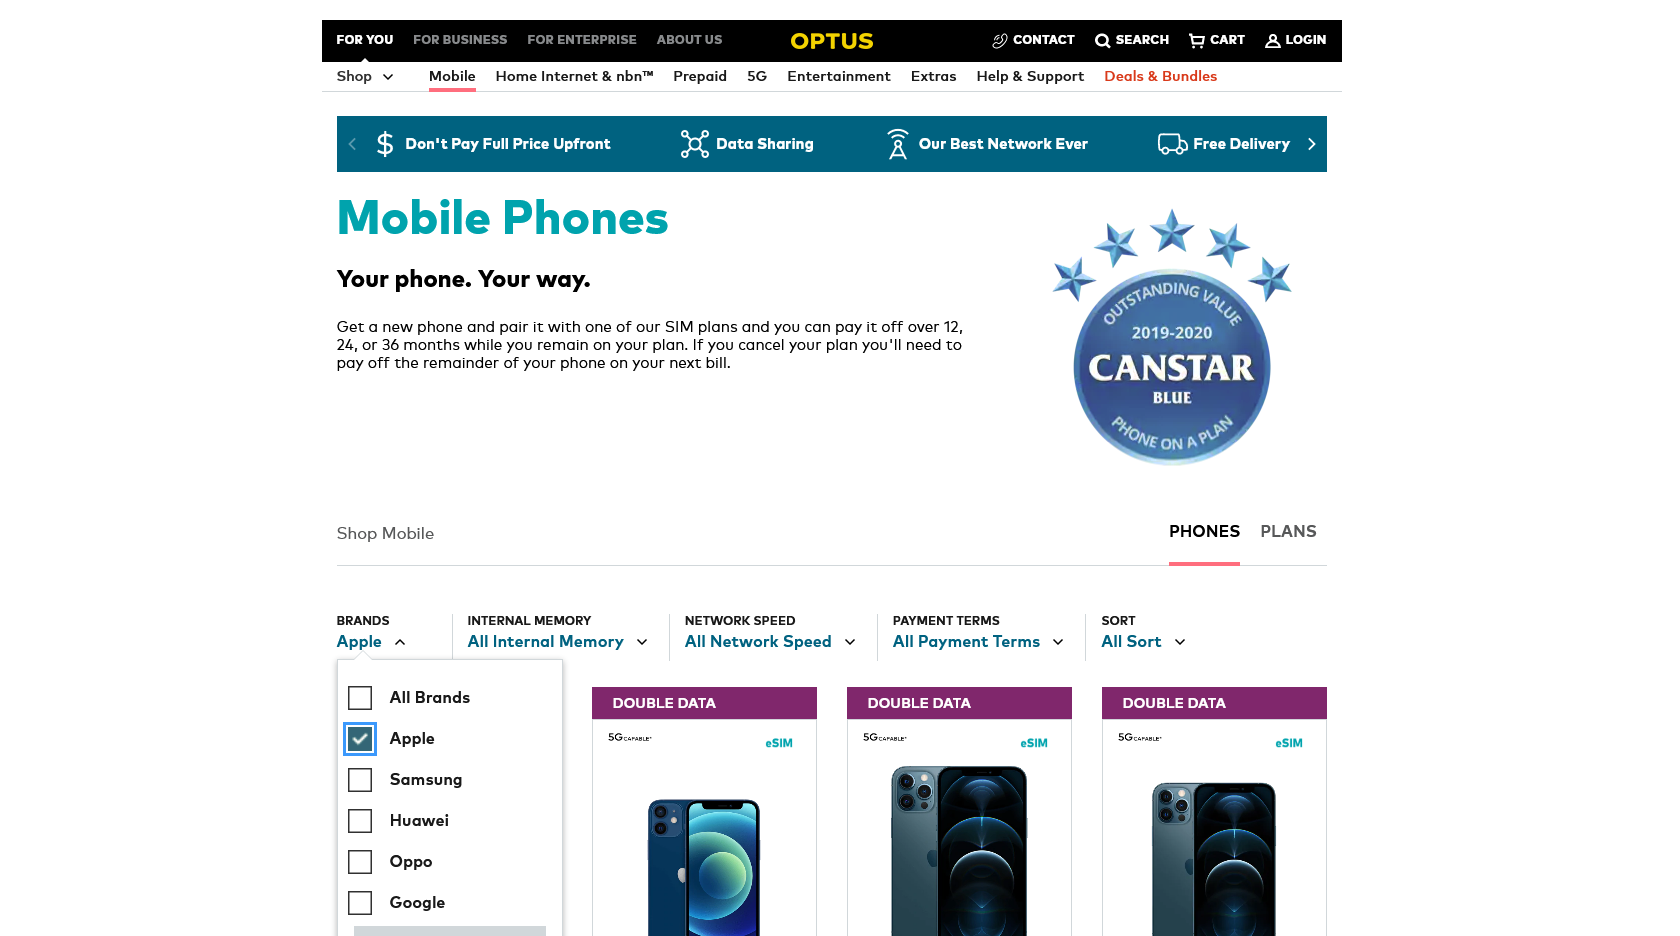 FOR YOU FOR BUSINESS FOR ENTERPRISE ABOUT US OPTUS CONTACT SEARCH CART LOGIN
Shop Mobile Home Internet & nbn™ Prepaid 5G Entertainment Extras Help & Support Deals & Bundles
Don't Pay Full Price Upfront Data Sharing Our Best Network Ever Free Delivery
Mobile Phones
Your phone. Your way.
Get a new phone and pair it with one of our SIM plans and you can pay it off over 12,
24, or 36 months while you remain on your plan. If you cancel your plan you'll need to
pay off the remainder of your phone on your next bill.
OUTSTANDING VALUE
2019-2020
CANSTAR
BLUE
PHONE ON A PLAN
Shop Mobile PHONES PLANS
BRANDS INTERNAL MEMORY NETWORK SPEED PAYMENT TERMS SORT
Apple All Internal Memory All Network Speed All Payment Terms All Sort
All Brands
Apple
Samsung
Huawei
Oppo
Google
DOUBLE DATA DOUBLE DATA DOUBLE DATA
5G CAPABLE* eSIM 5G CAPABLE* eSIM 5G CAPABLE* eSIM